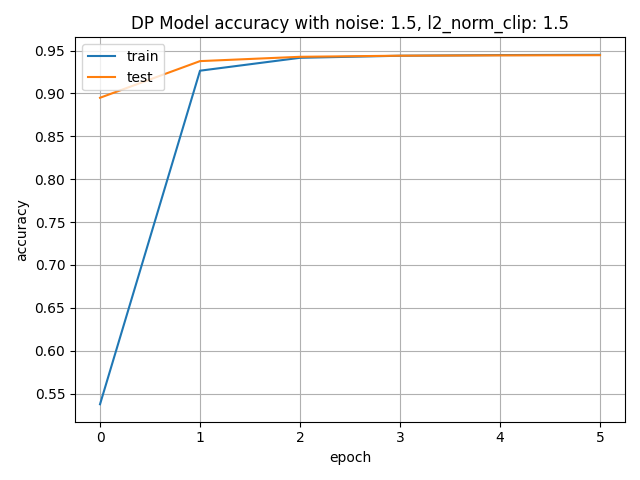 DP Model accuracy with noise: 1.5, l2_norm_clip: 1.5
train
test
accuracy
0.95
0.90
0.85
0.80
0.75
0.70
0.65
0.60
0.55
0 1 2 3 4 5
epoch